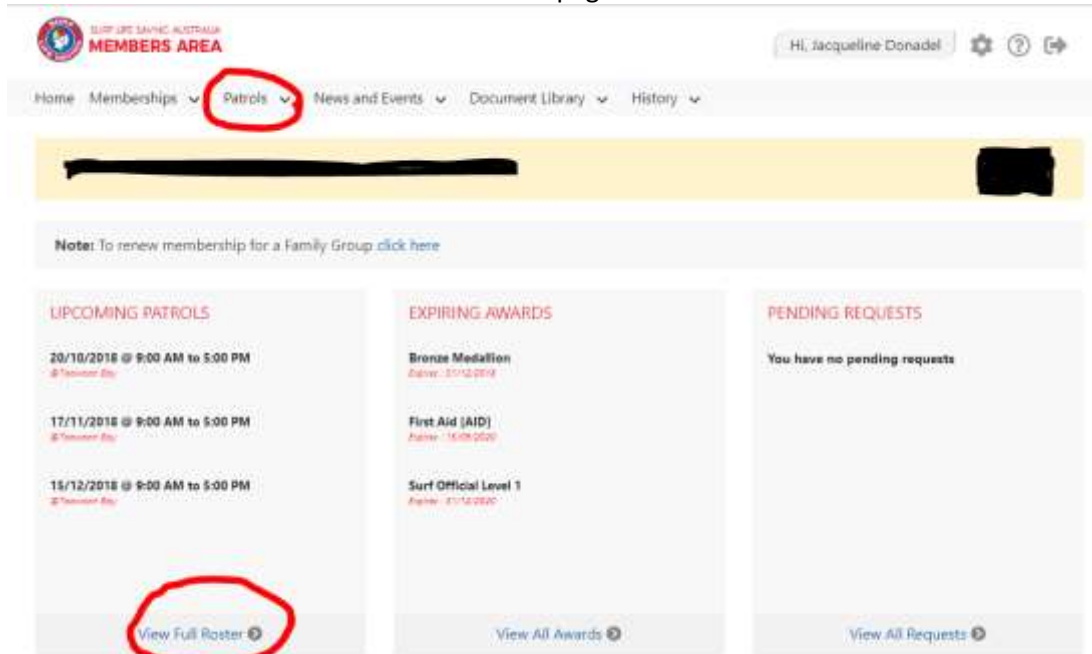 SURF LIFE SAVING AUSTRALIA
MEMBERS AREA
Hi, Jacqueline Donadel
Home Memberships Patrols News and Events Document Library History
Note: To renew membership for a Family Group click here
UPCOMING PATROLS
20/10/2018 @ 9:00 AM to 5:00 PM
17/11/2018 @ 9:00 AM to 5:00 PM
15/12/2018 @ 9:00 AM to 5:00 PM
View Full Roster
EXPIRING AWARDS
Bronze Medallion
First Aid [AID]
Surf Official Level 1
View All Awards
PENDING REQUESTS
You have no pending requests
View All Requests